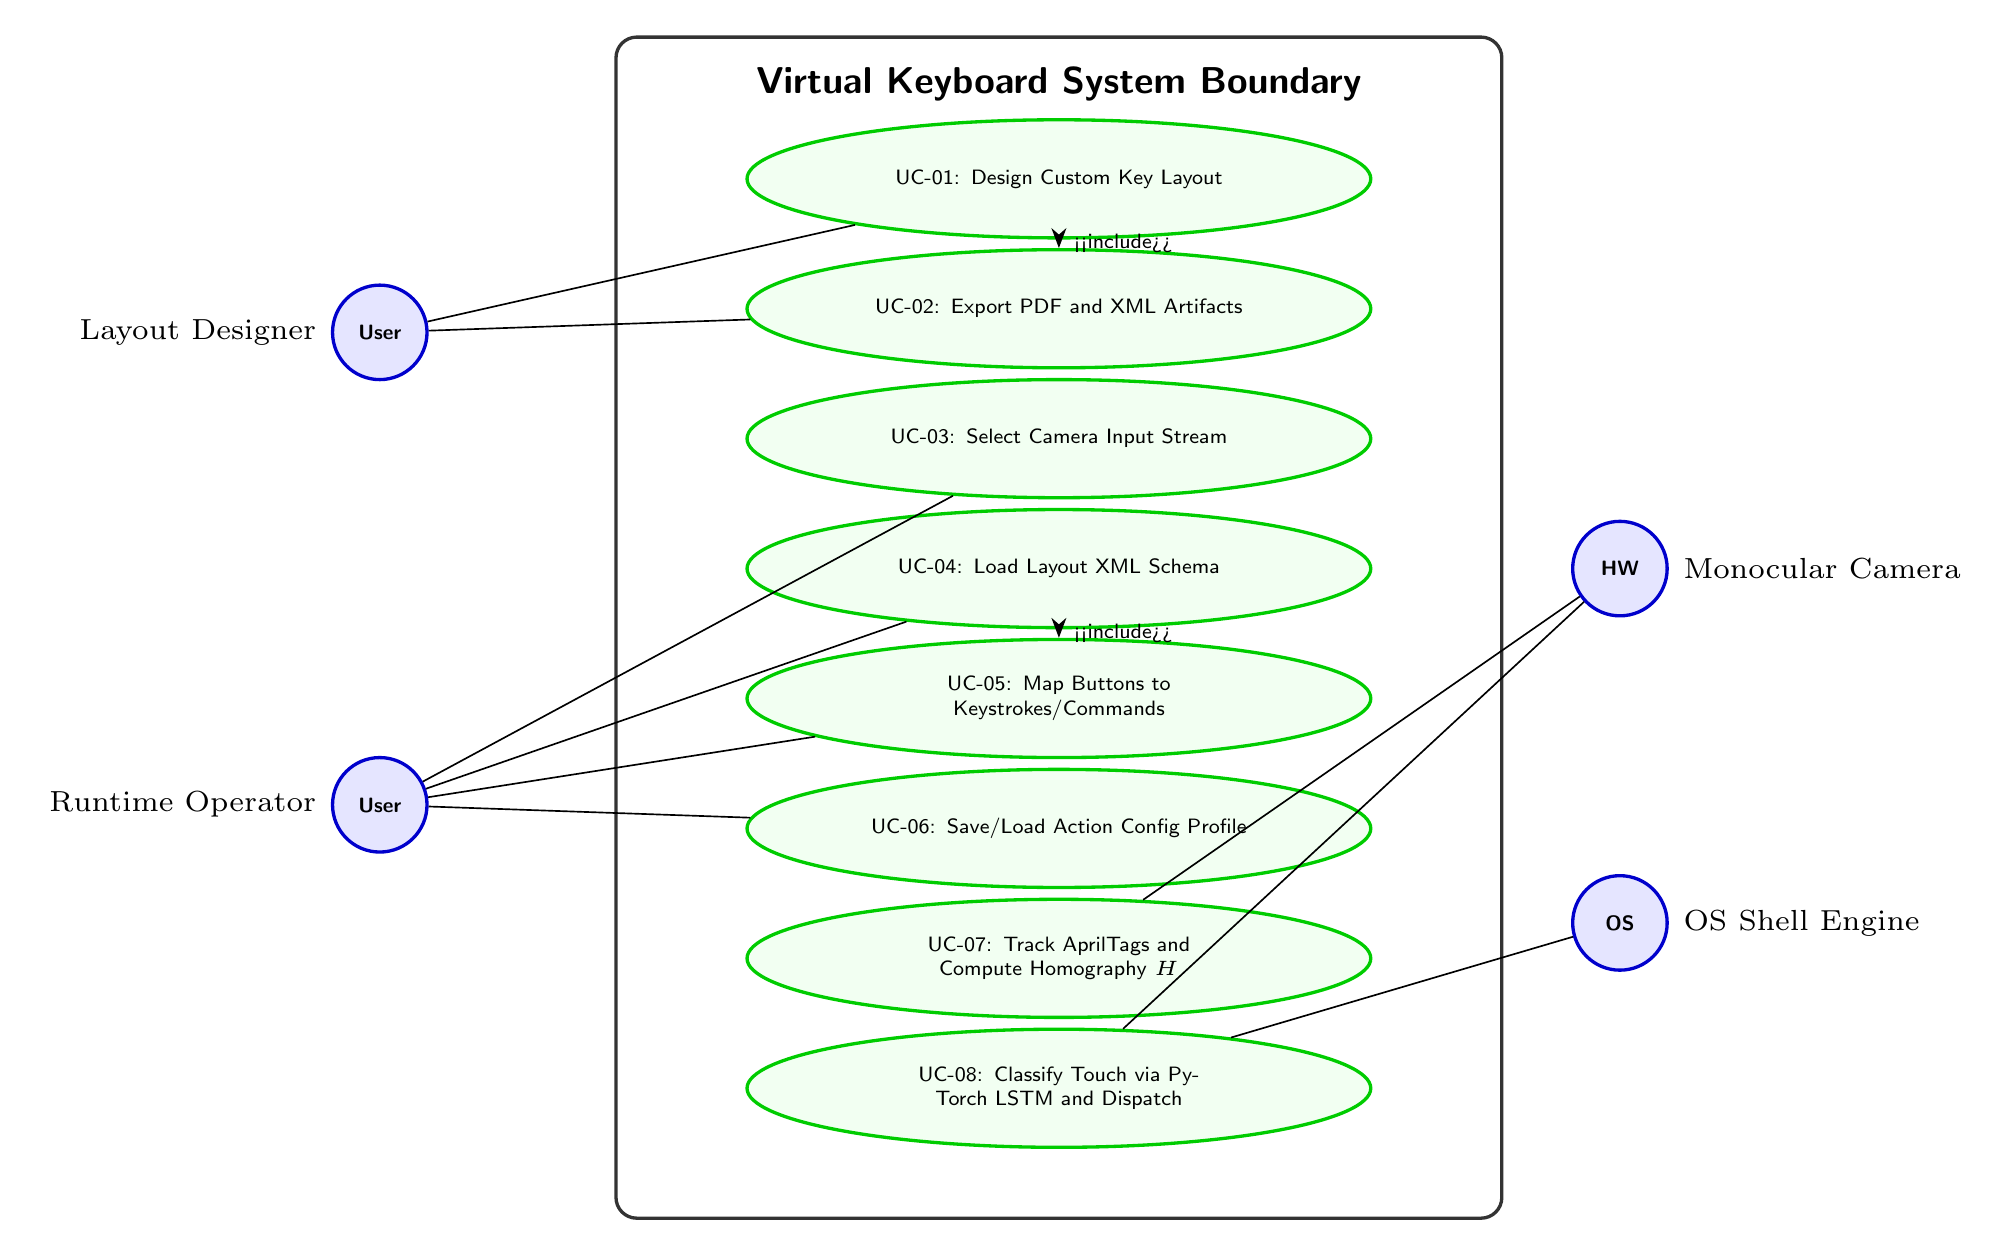 Virtual Keyboard System Boundary
UC-01: Design Custom Key Layout
¡¡include¿¿
UC-02: Export PDF and XML Artifacts
Layout Designer
User
UC-03: Select Camera Input Stream
UC-04: Load Layout XML Schema
HW
Monocular Camera
¡¡include¿¿
UC-05: Map Buttons to
Keystrokes/Commands
Runtime Operator
User
UC-06: Save/Load Action Config Profile
OS
OS Shell Engine
UC-07: Track AprilTags and
Compute Homography H
UC-08: Classify Touch via Py-
Torch LSTM and Dispatch